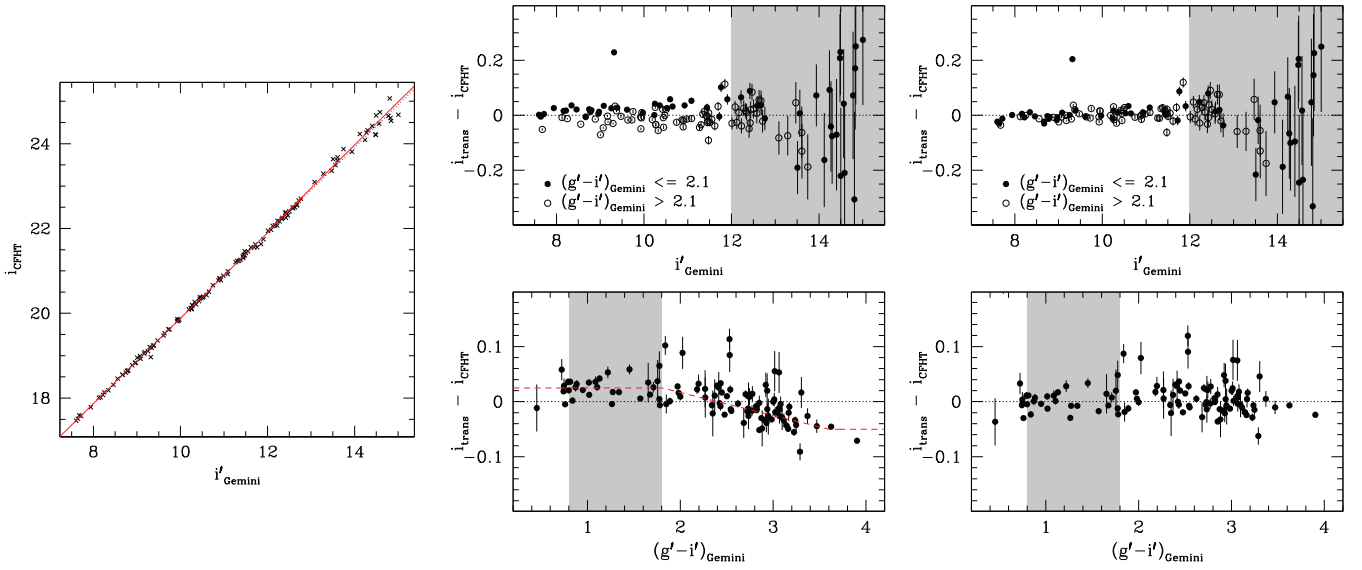 24
22
20
18
i_CFHT
8
10
12
14
i′_Gemini
0.2
0
−0.2
i_trans − i_CFHT
(g′−i′)_Gemini <= 2.1
(g′−i′)_Gemini > 2.1
8
10
12
14
i′_Gemini
0.2
0
−0.2
i_trans − i_CFHT
(g′−i′)_Gemini <= 2.1
(g′−i′)_Gemini > 2.1
8
10
12
14
i′_Gemini
0.1
0
−0.1
i_trans − i_CFHT
1
2
3
4
(g′−i′)_Gemini
0.1
0
−0.1
i_trans − i_CFHT
1
2
3
4
(g′−i′)_Gemini